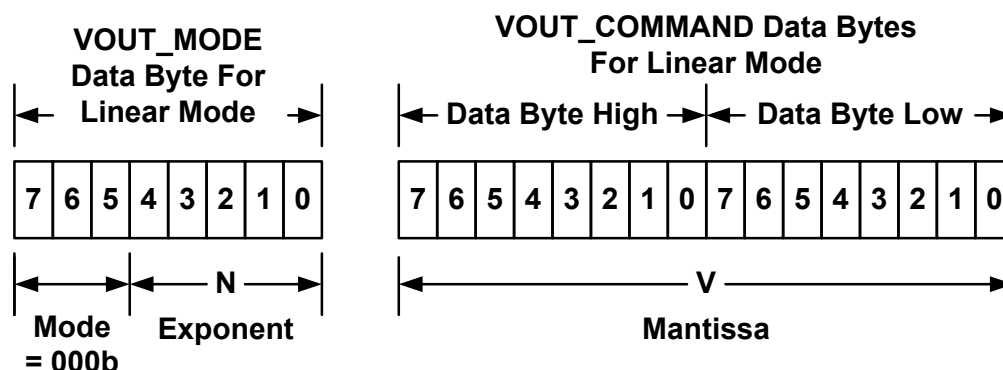 VOUT_MODE
Data Byte For
Linear Mode
VOUT_COMMAND Data Bytes
For Linear Mode
Data Byte High
Data Byte Low
7 6 5 4 3 2 1 0
7 6 5 4 3 2 1 0 7 6 5 4 3 2 1 0
N
V
Mode
= 000b
Exponent
Mantissa